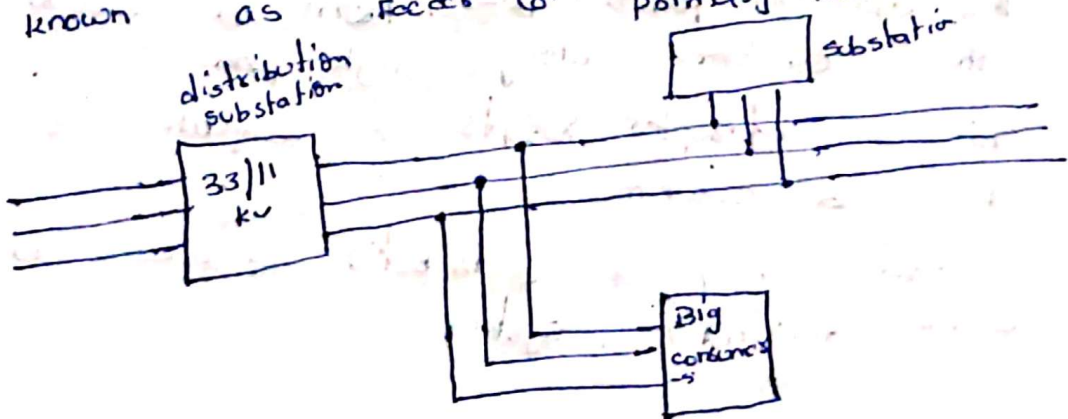 known as
substation
distribution
substation
33/11
kv
Big
consumer
-s